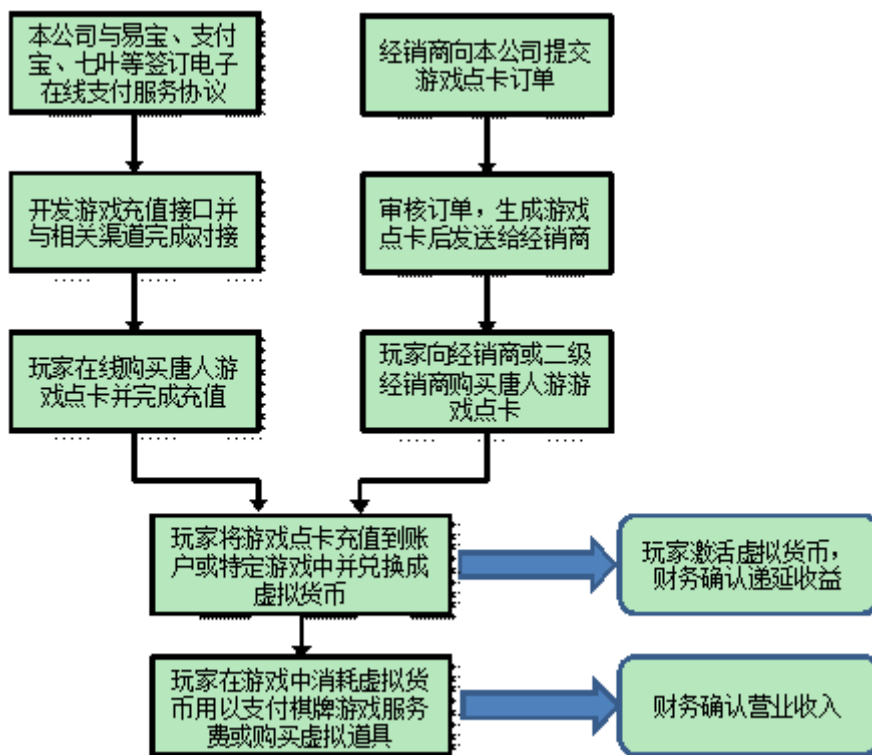 本公司与易宝、支付
宝、七叶等签订电子
在线支付服务协议
经销商向本公司提交
游戏点卡订单
开发游戏充值接口并
与相关渠道完成对接
审核订单，生成游戏
点卡后发送给经销商
玩家在线购买唐人游
戏点卡并完成充值
玩家向经销商或二级
经销商购买唐人游游
戏点卡
玩家将游戏点卡充值到账
户或特定游戏中并兑换成
虚拟货币
玩家激活虚拟货币，
财务确认递延收益
玩家在游戏中消耗虚拟货
币用以支付棋牌游戏服务
费或购买虚拟道具
财务确认营业收入